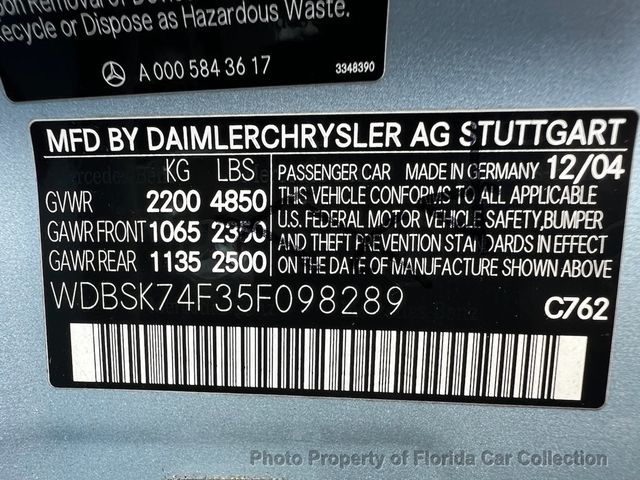 Recycle or Dispose as Hazardous Waste.
A 000 584 36 17
3348390
MFD BY DAIMLERCHRYSLER AG STUTTGART
KG LBS
GVWR 2200 4850
GAWR FRONT 1065 2350
GAWR REAR 1135 2500
PASSENGER CAR MADE IN GERMANY 12/04
THIS VEHICLE CONFORMS TO ALL APPLICABLE
U.S. FEDERAL MOTOR VEHICLE SAFETY, BUMPER
AND THEFT PREVENTION STANDARDS IN EFFECT
ON THE DATE OF MANUFACTURE SHOWN ABOVE
WDBSK74F35F098289
C762
Photo Property of Florida Car Collection